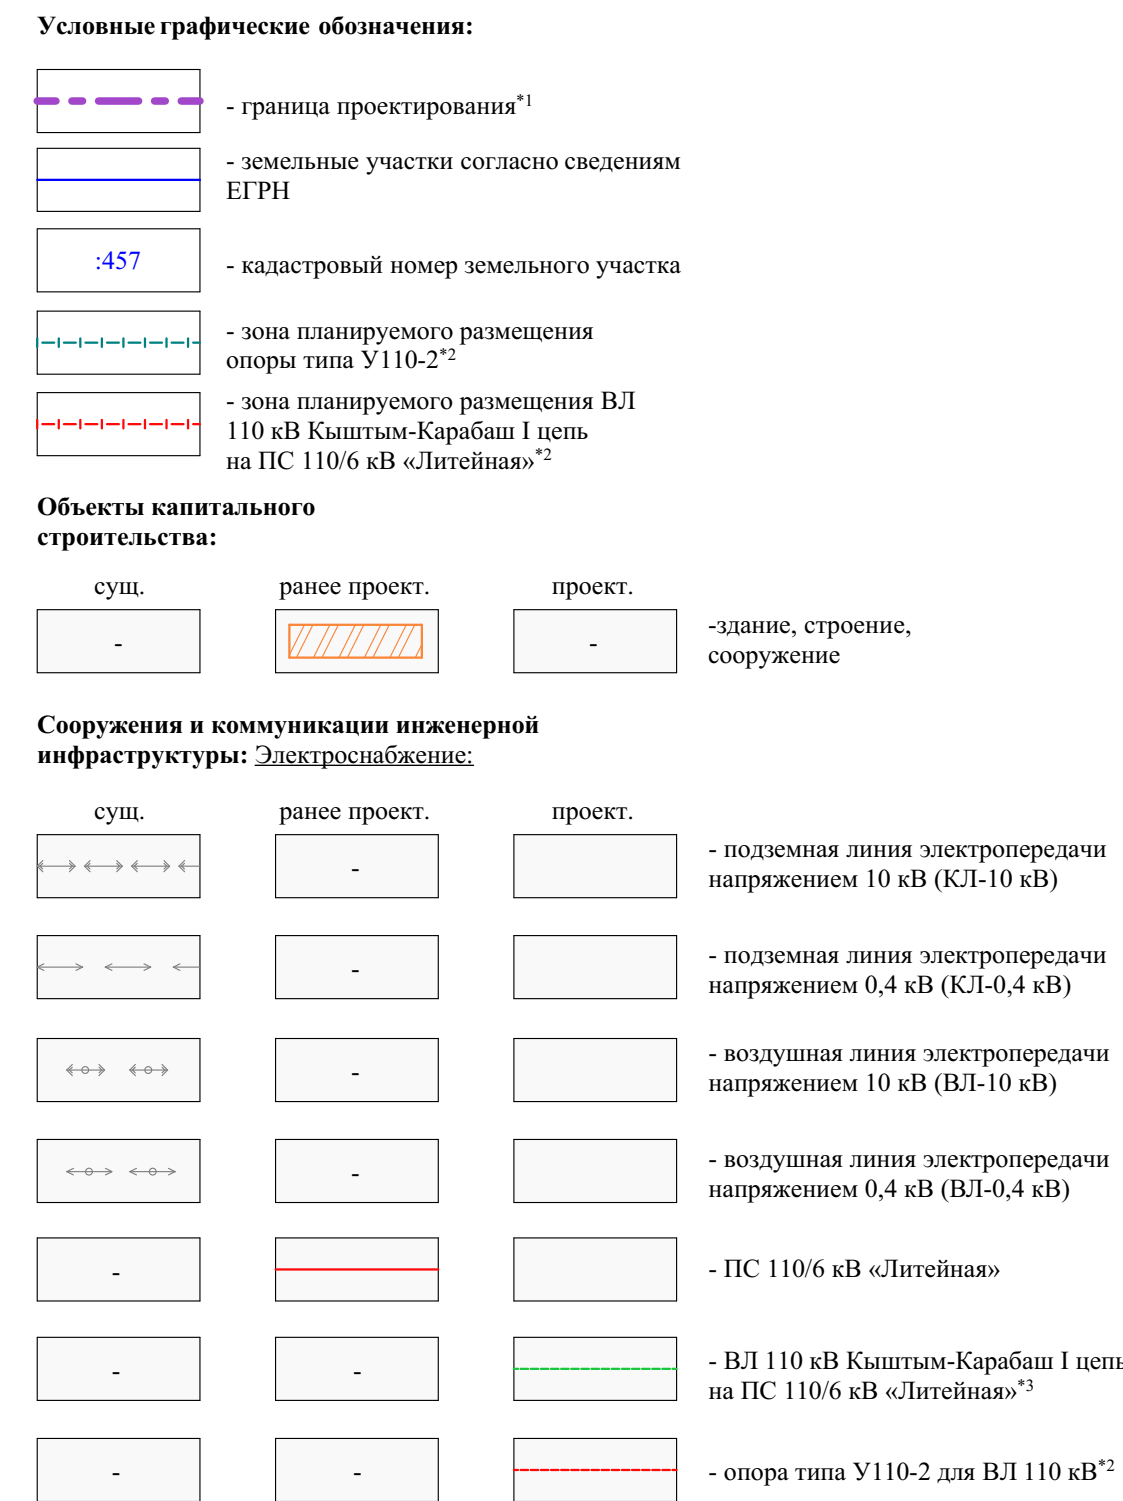 Условные графические обозначения:
- граница проектирования*1
- земельные участки согласно сведениям
ЕГРН
:457
- кадастровый номер земельного участка
- зона планируемого размещения
опоры типа У110-2*2
- зона планируемого размещения ВЛ
110 кВ Кыштым-Карабаш I цепь
на ПС 110/6 кВ «Литейная»*2
Объекты капитального
строительства:
сущ. ранее проект. проект.
- -
-здание, строение,
сооружение
Сооружения и коммуникации инженерной
инфраструктуры: Электроснабжение:
сущ. ранее проект. проект.
-
- подземная линия электропередачи
напряжением 10 кВ (КЛ-10 кВ)
-
- подземная линия электропередачи
напряжением 0,4 кВ (КЛ-0,4 кВ)
-
- воздушная линия электропередачи
напряжением 10 кВ (ВЛ-10 кВ)
-
- воздушная линия электропередачи
напряжением 0,4 кВ (ВЛ-0,4 кВ)
-
- ПС 110/6 кВ «Литейная»
- -
- ВЛ 110 кВ Кыштым-Карабаш I цепь
на ПС 110/6 кВ «Литейная»*3
- -
- опора типа У110-2 для ВЛ 110 кВ*2